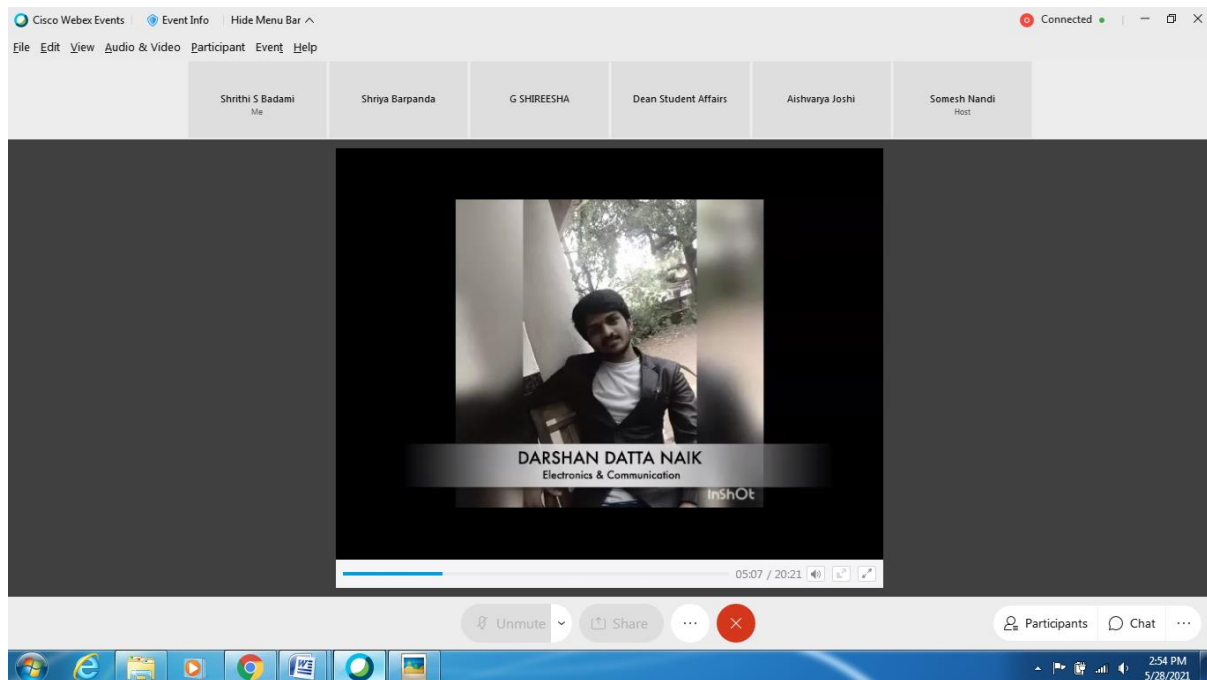 Cisco Webex Events Event Info Hide Menu Bar Connected
File Edit View Audio & Video Participant Event Help
Shrithi S Badami Shriya Barpanda G SHIREESHA Dean Student Affairs Aishvarya Joshi Somesh Nandi
Me Host
DARSHAN DATTA NAIK
Electronics & Communication
InShOt
05:07 / 20:21
Unmute Share Participants Chat
2:54 PM
5/28/2021